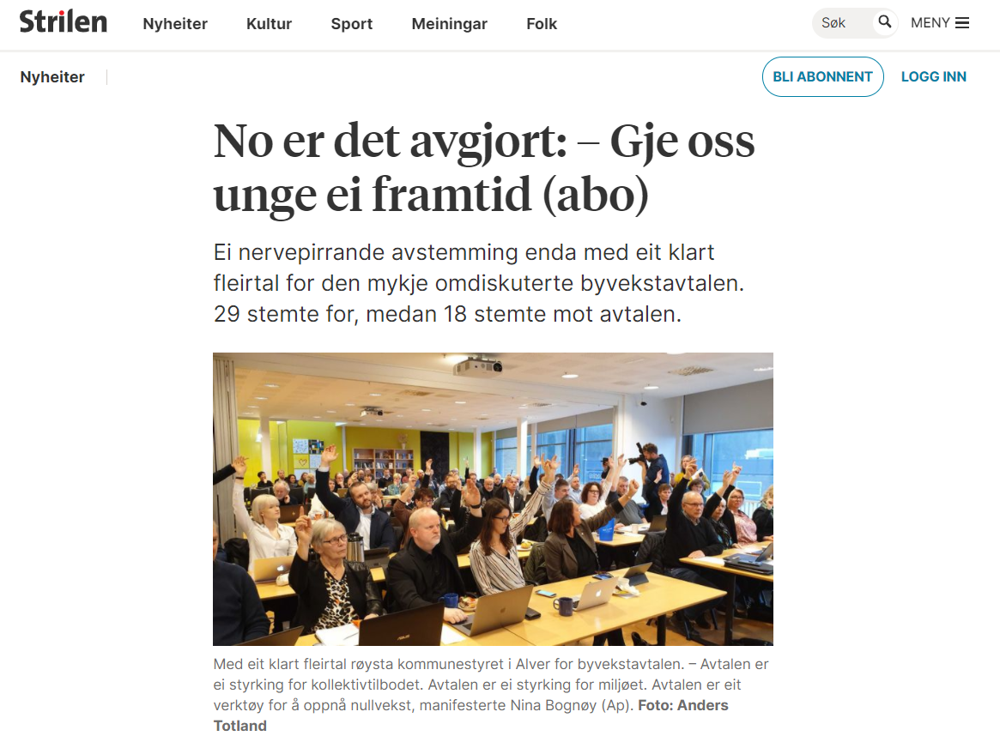 Strilen
Nyheiter
Kultur
Sport
Meiningar
Folk
Søk
MENY
Nyheiter
BLI ABONNENT
LOGG INN
No er det avgjort: – Gje oss
unge ei framtid (abo)
Ei nervepirrande avstemming enda med eit klart
fleirtal for den mykje omdiskuterte byvekstavtalen.
29 stemte for, medan 18 stemte mot avtalen.
Med eit klart fleirtal røysta kommunestyret i Alver for byvekstavtalen. – Avtalen er
ei styrking for kollektivtilbodet. Avtalen er ei styrking for miljøet. Avtalen er eit
verktøy for å oppnå nullvekst, manifesterte Nina Bognøy (Ap). Foto: Anders
Totland